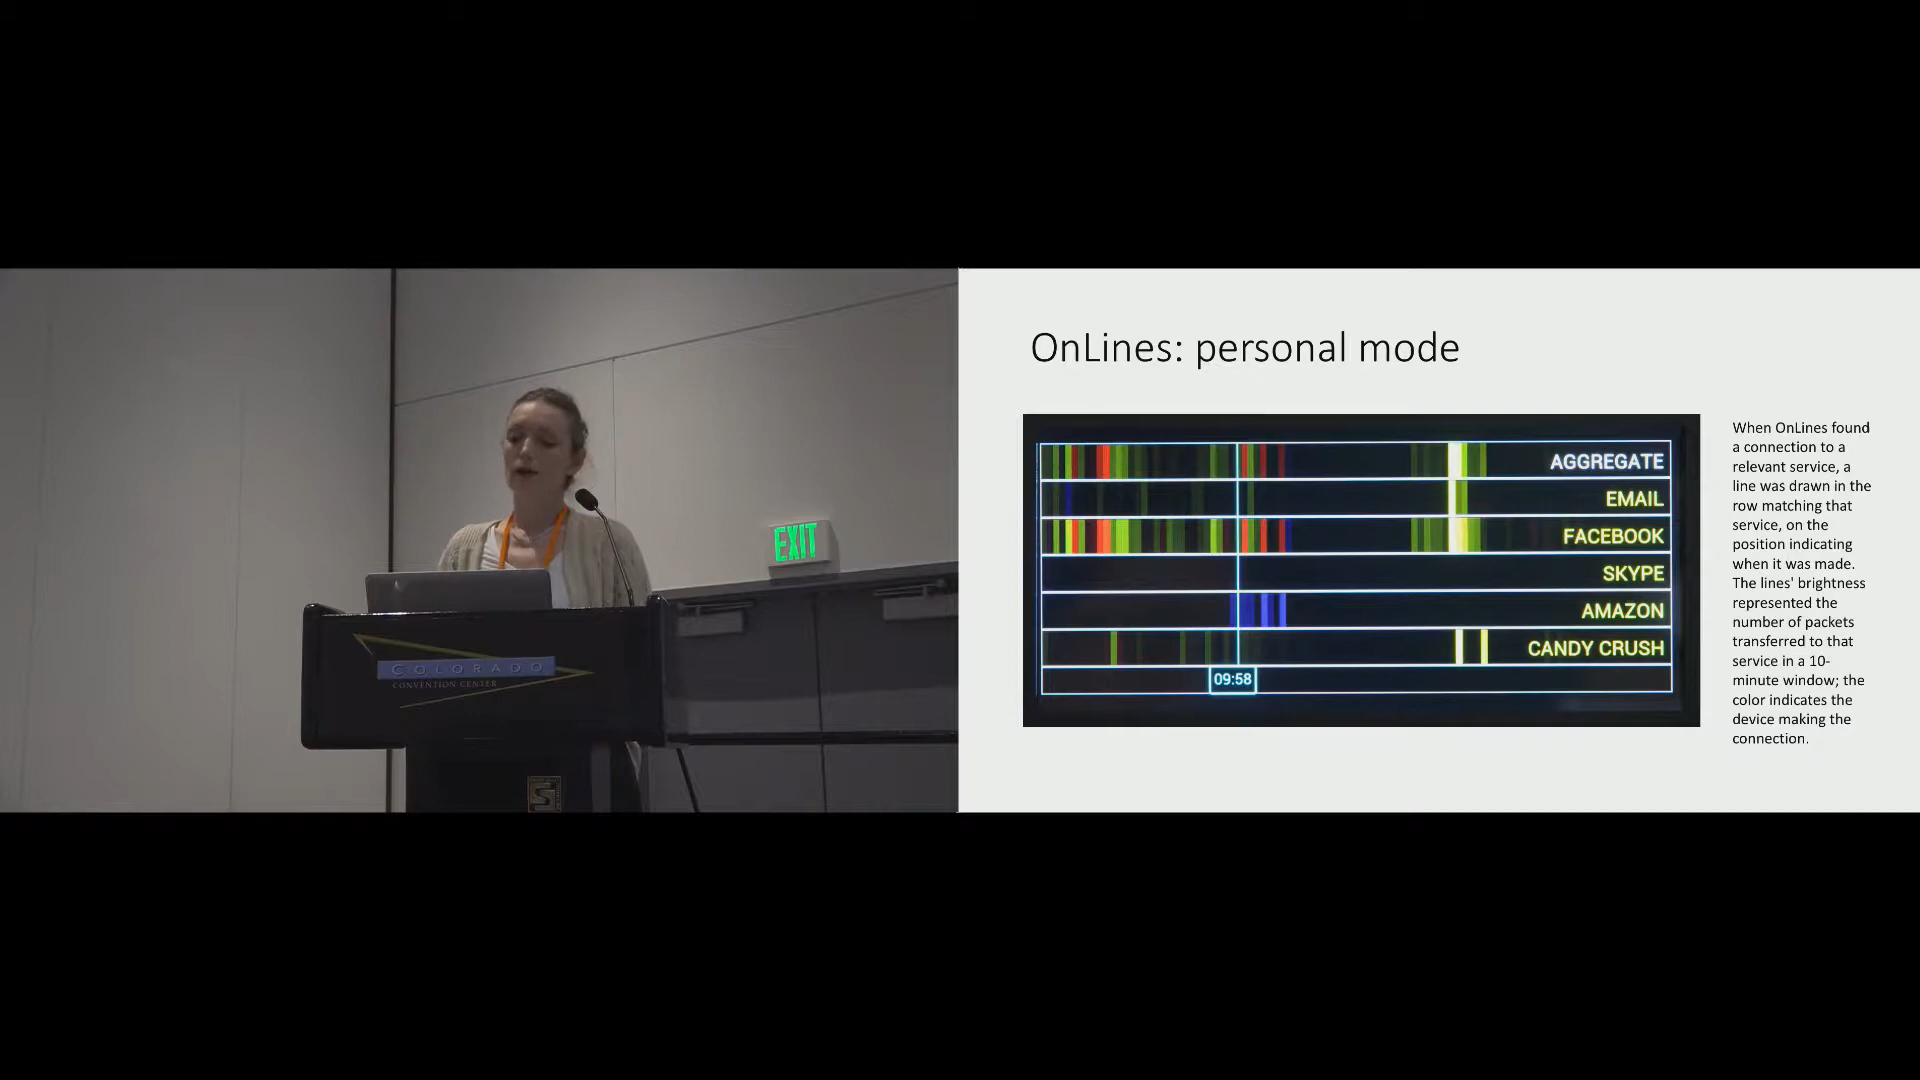 EXIT
COLORADO
CONVENTION CENTER
OnLines: personal mode
AGGREGATE
EMAIL
FACEBOOK
SKYPE
AMAZON
CANDY CRUSH
09:58
When OnLines found
a connection to a
relevant service, a
line was drawn in the
row matching that
service, on the
position indicating
when it was made.
The lines' brightness
represented the
number of packets
transferred to that
service in a 10-
minute window; the
color indicates the
device making the
connection.